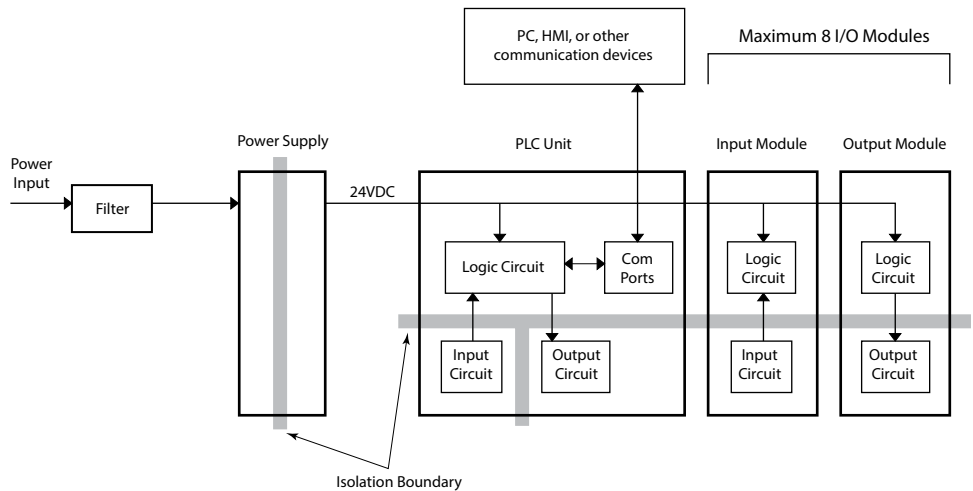 PC, HMI, or other
communication devices
Maximum 8 I/O Modules
Power Supply
PLC Unit
Input Module
Output Module
Power
Input
Filter
24VDC
Logic Circuit
Com
Ports
Logic
Circuit
Logic
Circuit
Input
Circuit
Output
Circuit
Input
Circuit
Output
Circuit
Isolation Boundary